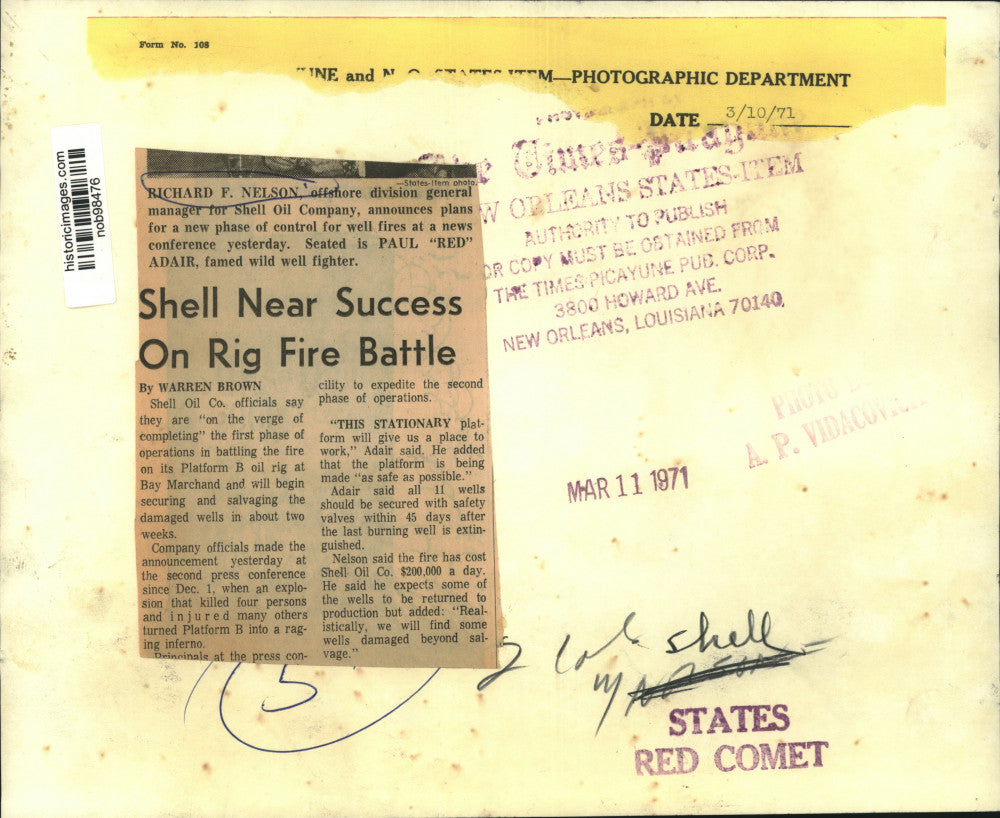 Form No. 108
UNE and N. O. STATES ITEM—PHOTOGRAPHIC DEPARTMENT
DATE 3/10/71
historicimages.com
nob98476
Times-Picayune
W ORLEANS STATES-ITEM
AUTHORITY TO PUBLISH
OR COPY MUST BE OBTAINED FROM
THE TIMES PICAYUNE PUB. CORP.
3800 HOWARD AVE.
NEW ORLEANS, LOUISIANA 70140,
—States-Item photo.
RICHARD F. NELSON, offshore division general
manager for Shell Oil Company, announces plans
for a new phase of control for well fires at a news
conference yesterday. Seated is PAUL “RED”
ADAIR, famed wild well fighter.
Shell Near Success
On Rig Fire Battle
By WARREN BROWN
Shell Oil Co. officials say
they are “on the verge of
completing” the first phase of
operations in battling the fire
on its Platform B oil rig at
Bay Marchand and will begin
securing and salvaging the
damaged wells in about two
weeks.
Company officials made the
announcement yesterday at
the second press conference
since Dec. 1, when an explo-
sion that killed four persons
and injured many others
turned Platform B into a rag-
ing inferno.
Principals at the press con-
cility to expedite the second
phase of operations.
“THIS STATIONARY plat-
form will give us a place to
work,” Adair said. He added
that the platform is being
made “as safe as possible.”
Adair said all 11 wells
should be secured with safety
valves within 45 days after
the last burning well is extin-
guished.
Nelson said the fire has cost
Shell Oil Co. $200,000 a day.
He said he expects some of
the wells to be returned to
production but added: “Real-
istically, we will find some
wells damaged beyond sal-
vage.”
PHOTO
A. P. VIDACOVICH
MAR 11 1971
2 col shell
5
STATES
RED COMET